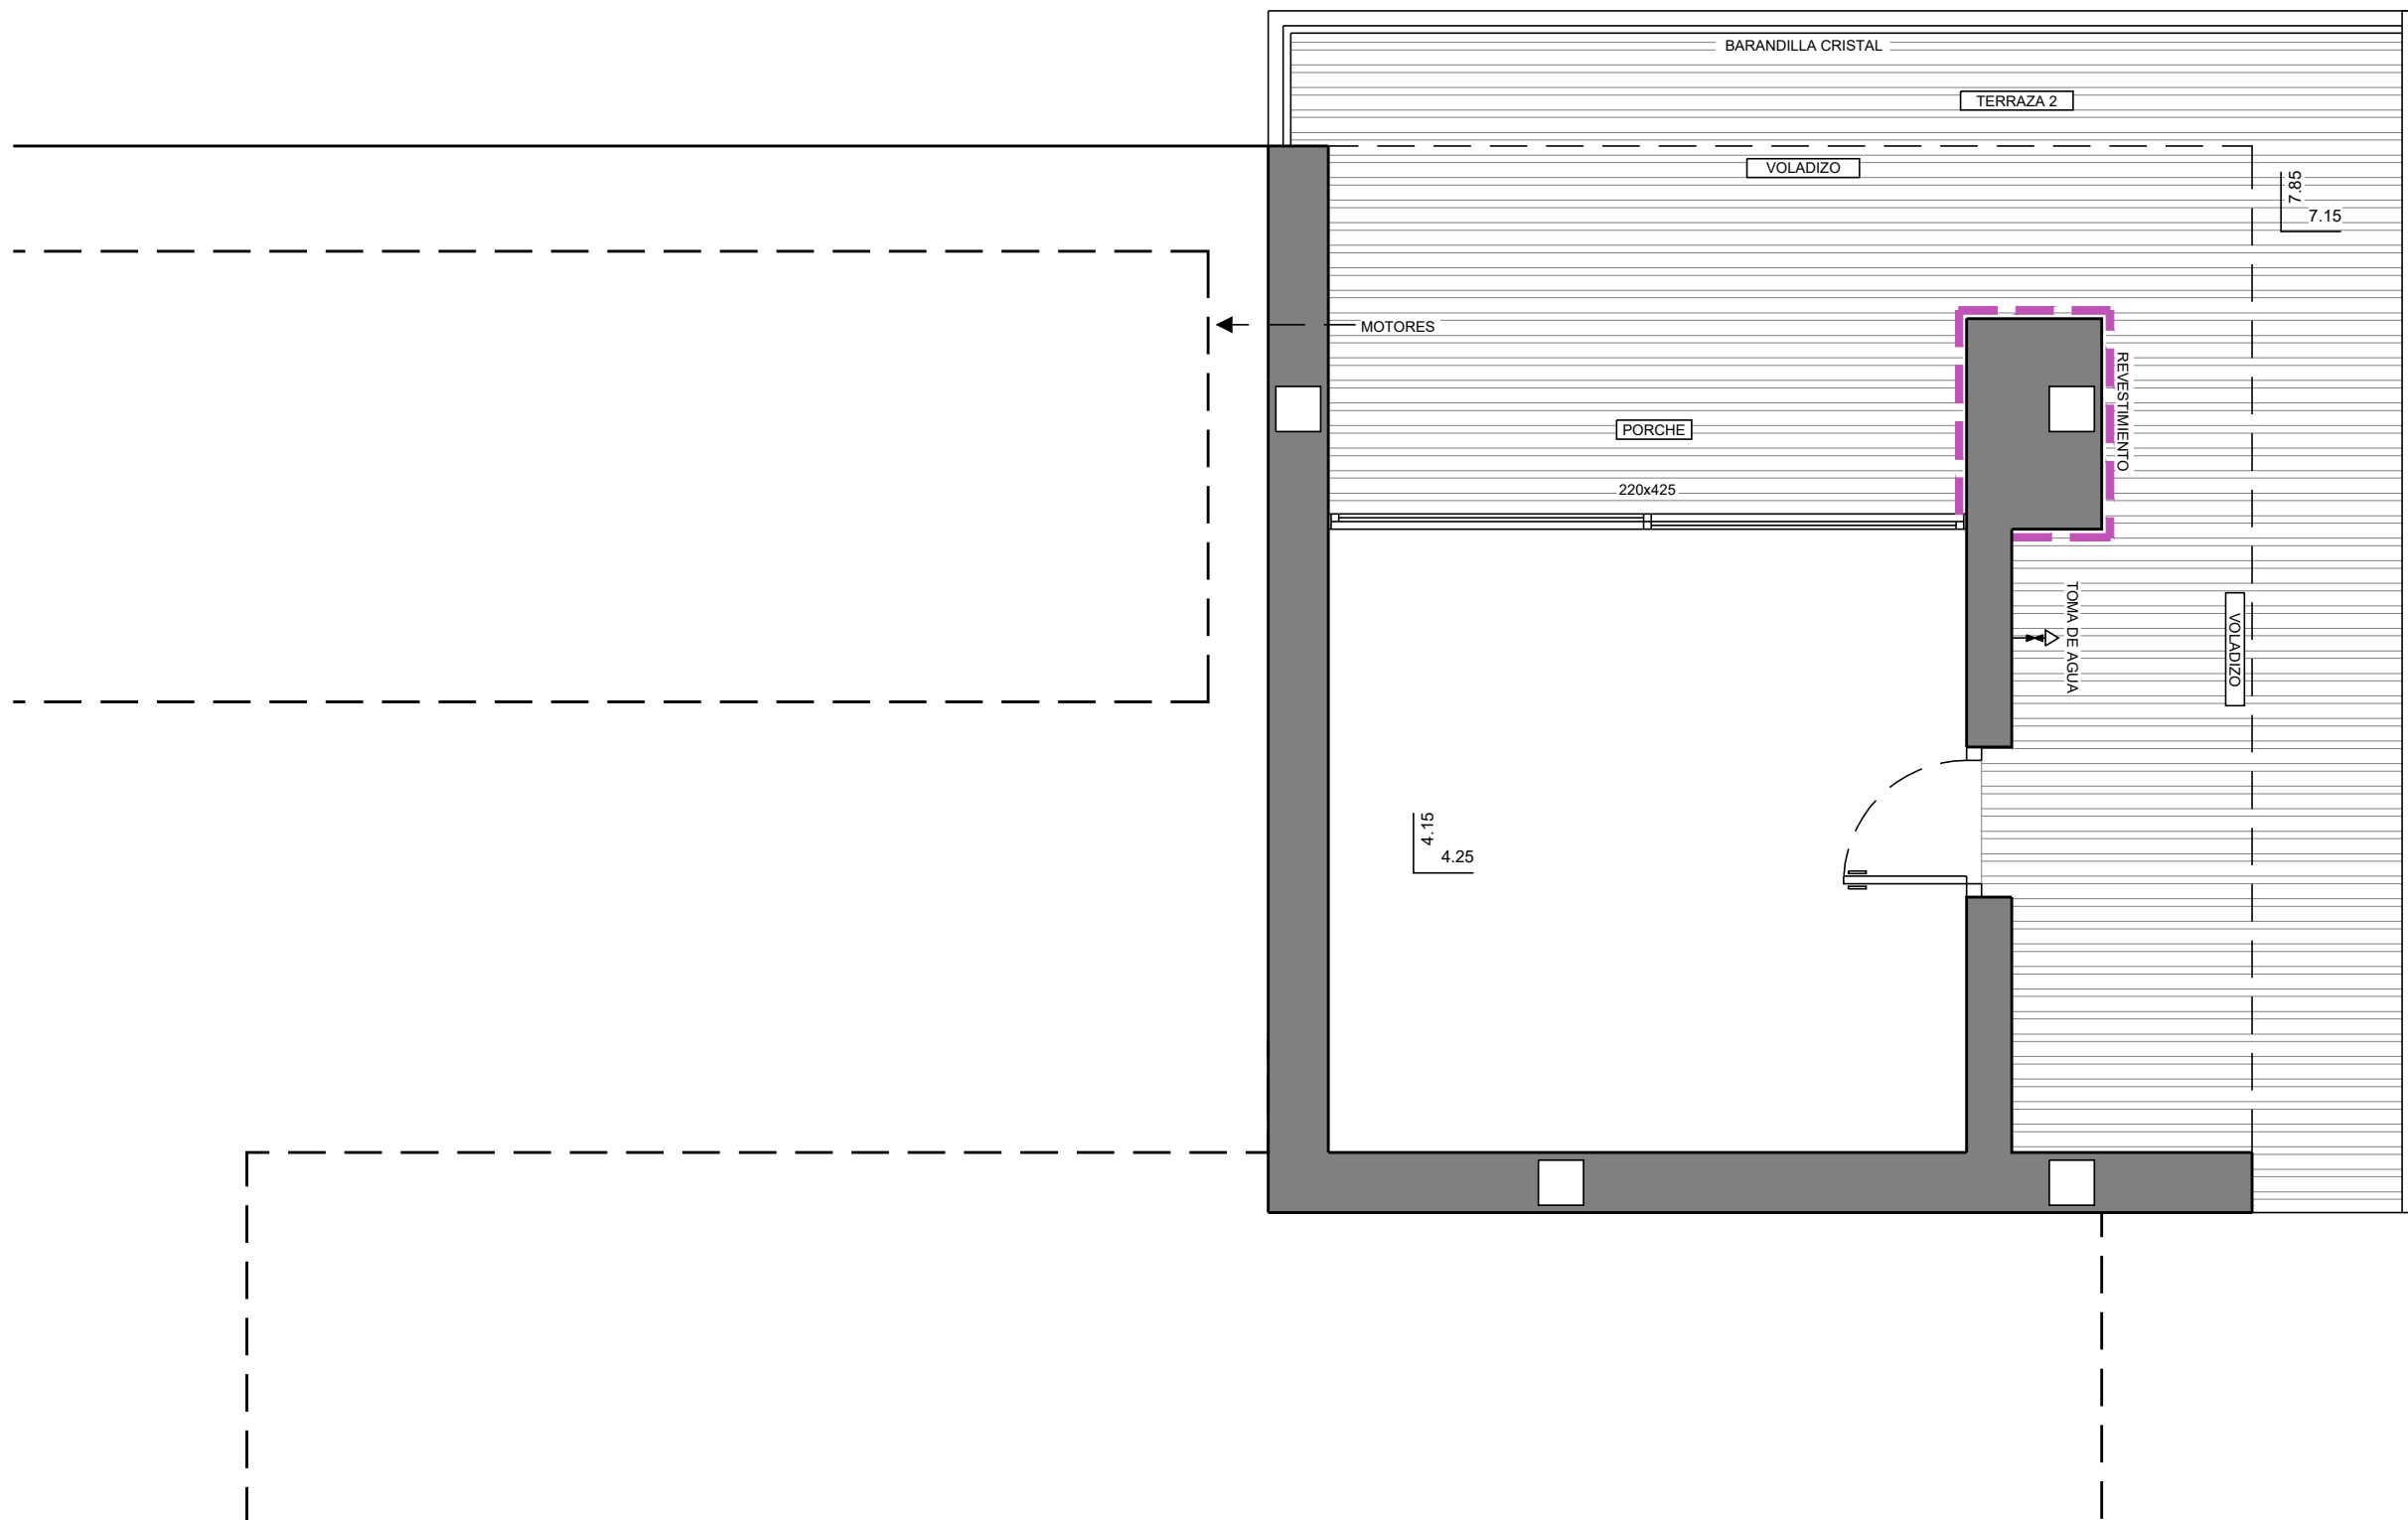 BARANDILLA CRISTAL
TERRAZA 2
VOLADIZO
7.85
7.15
MOTORES
REVESTIMIENTO
PORCHE
220x425
TOMA DE AGUA
VOLADIZO
4.15
4.25